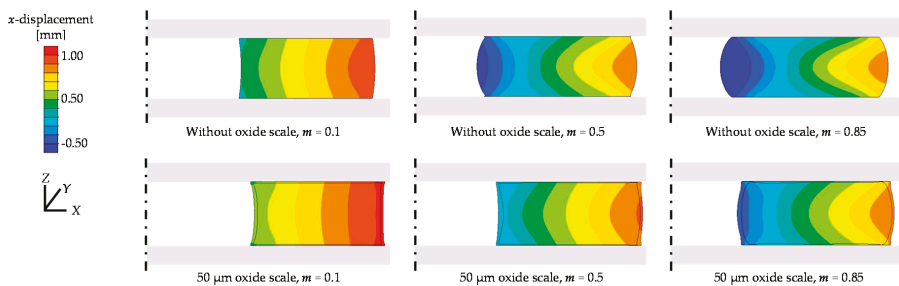 x-displacement
[mm]
1.00
0.50
-0.50
Z
Y
X
Without oxide scale, m = 0.1
Without oxide scale, m = 0.5
Without oxide scale, m = 0.85
50 µm oxide scale, m = 0.1
50 µm oxide scale, m = 0.5
50 µm oxide scale, m = 0.85